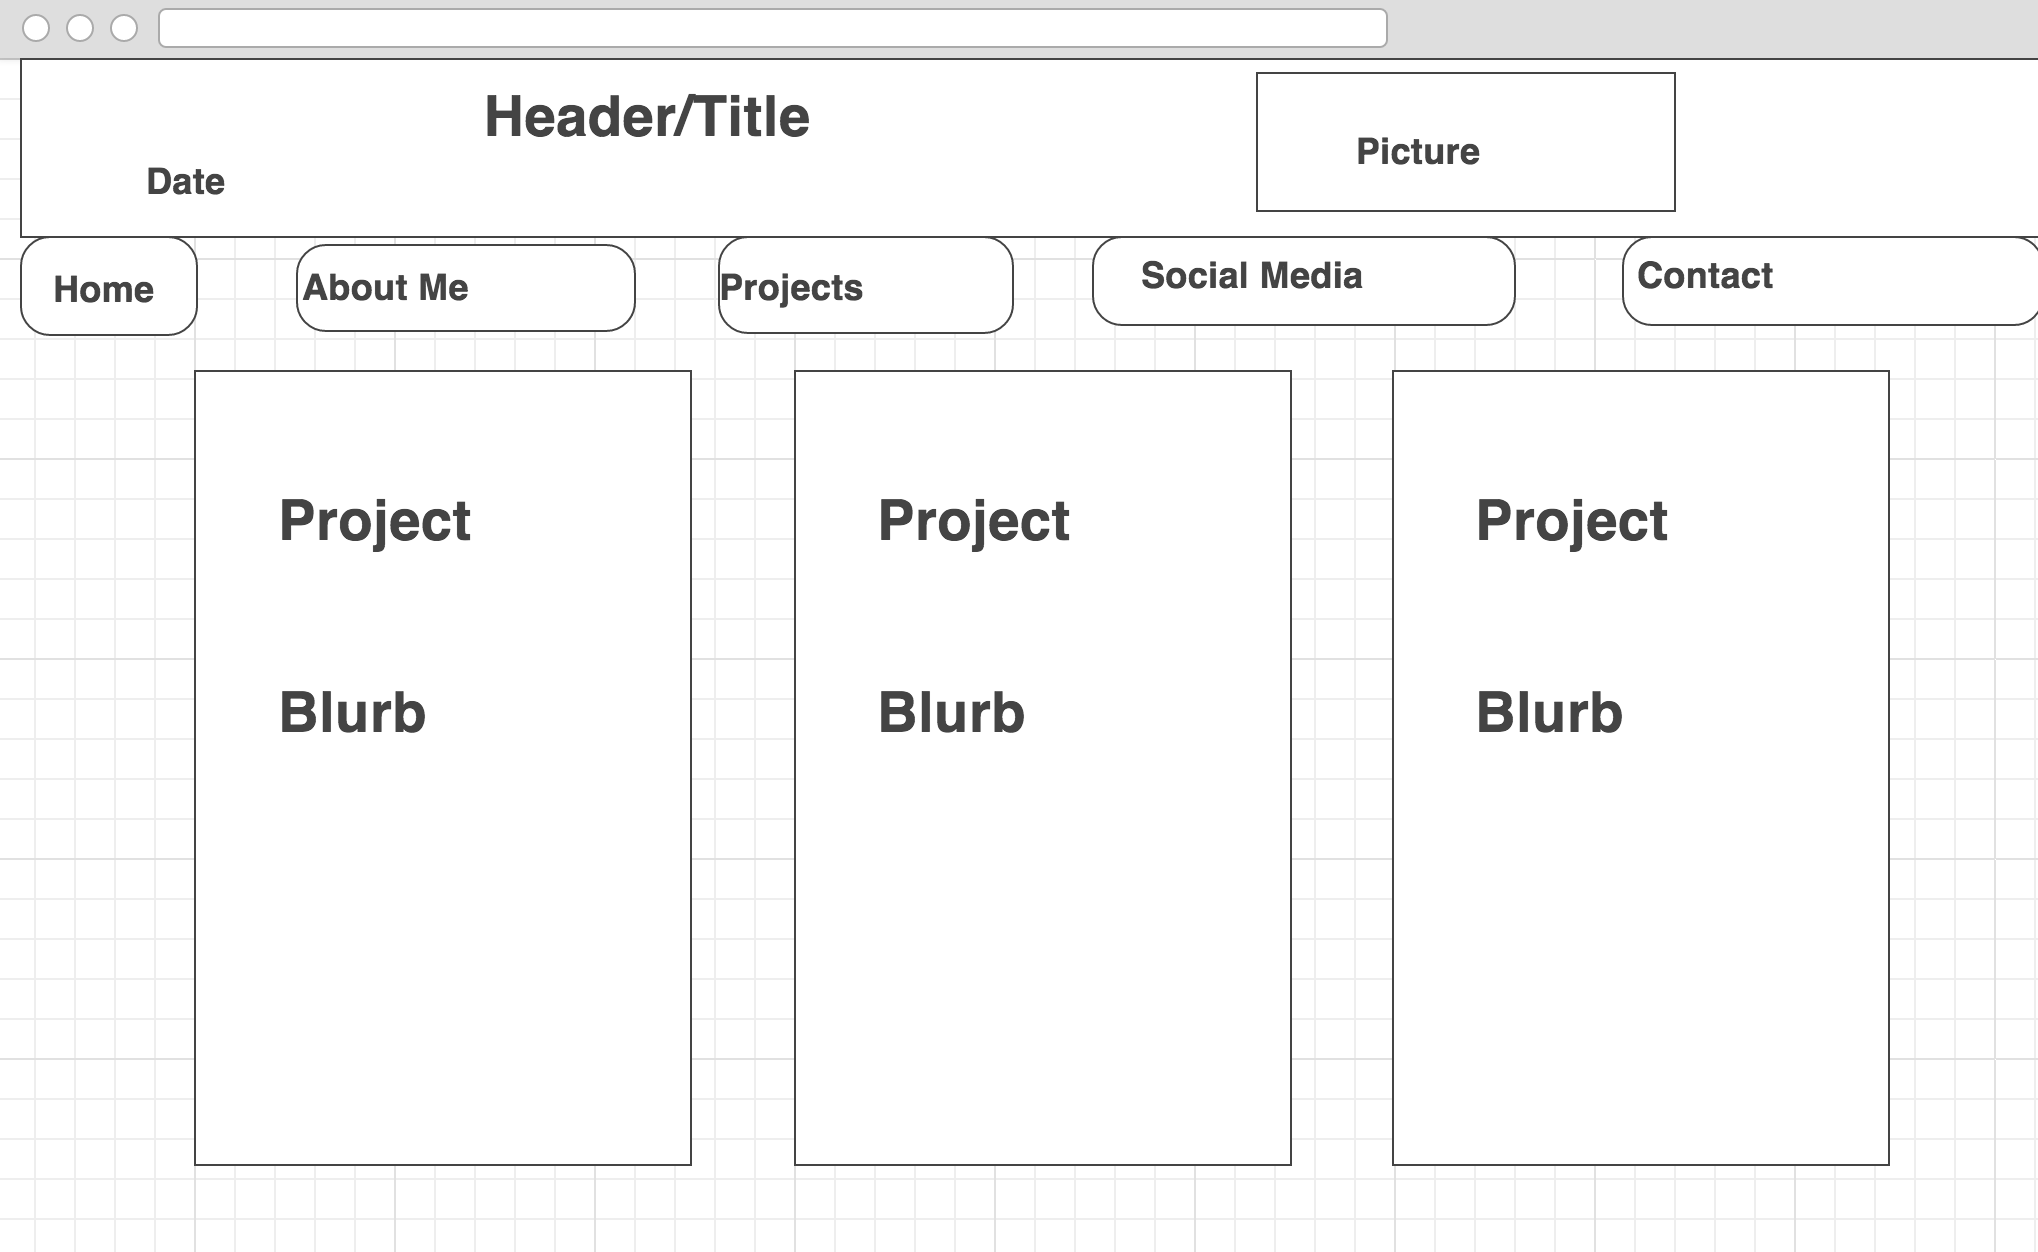 Header/Title
Picture
Date
Home
About Me
Projects
Social Media
Contact
Project
Blurb
Project
Blurb
Project
Blurb